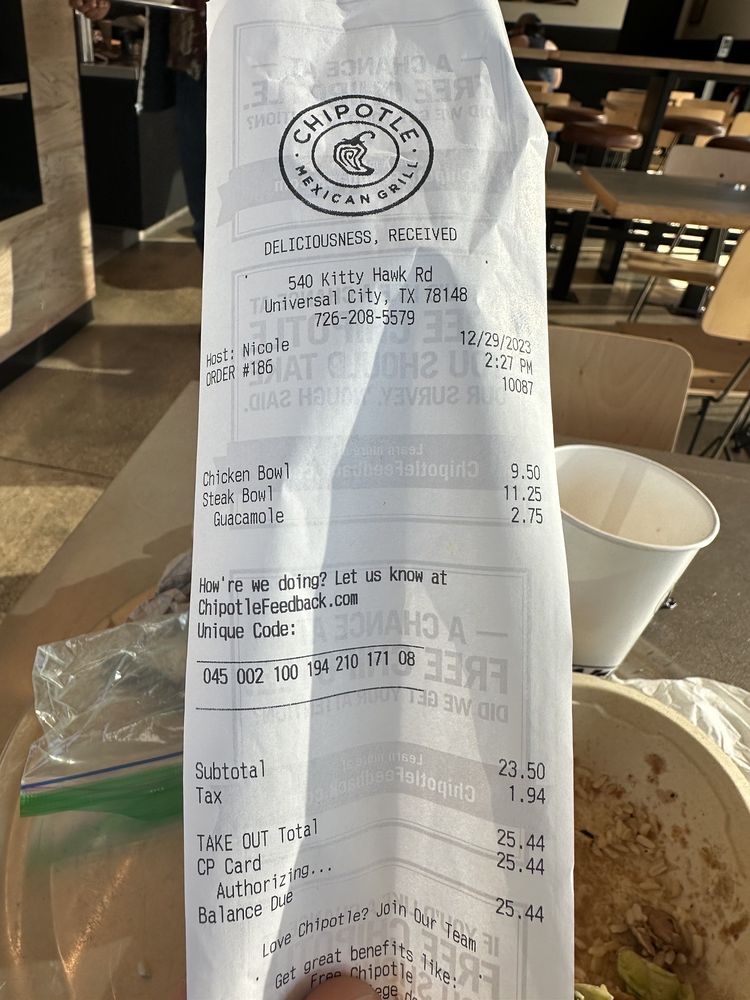 CHIPOTLE
MEXICAN GRILL
DELICIOUSNESS, RECEIVED
540 Kitty Hawk Rd
Universal City, TX 78148
726-208-5579
Host: Nicole 12/29/2023
ORDER #186 2:27 PM
10087
Chicken Bowl 9.50
Steak Bowl 11.25
Guacamole 2.75
How're we doing? Let us know at
ChipotleFeedback.com
Unique Code:
045 002 100 194 210 171 08
Subtotal 23.50
Tax 1.94
TAKE OUT Total 25.44
CP Card 25.44
Authorizing...
Balance Due 25.44
Love Chipotle? Join Our Team
Get great benefits like:
Free Chipotle